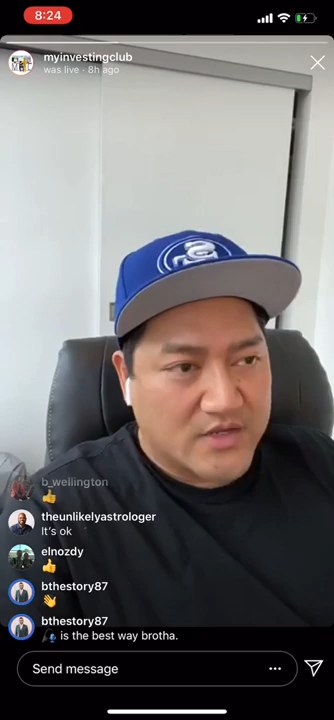 8:24
myinvestingclub
was live · 8h ago
b_wellington
👍
theunlikelyastrologer
It's ok
elnozdy
👍
bthestory87
👋
bthestory87
🎣 is the best way brotha.
Send message